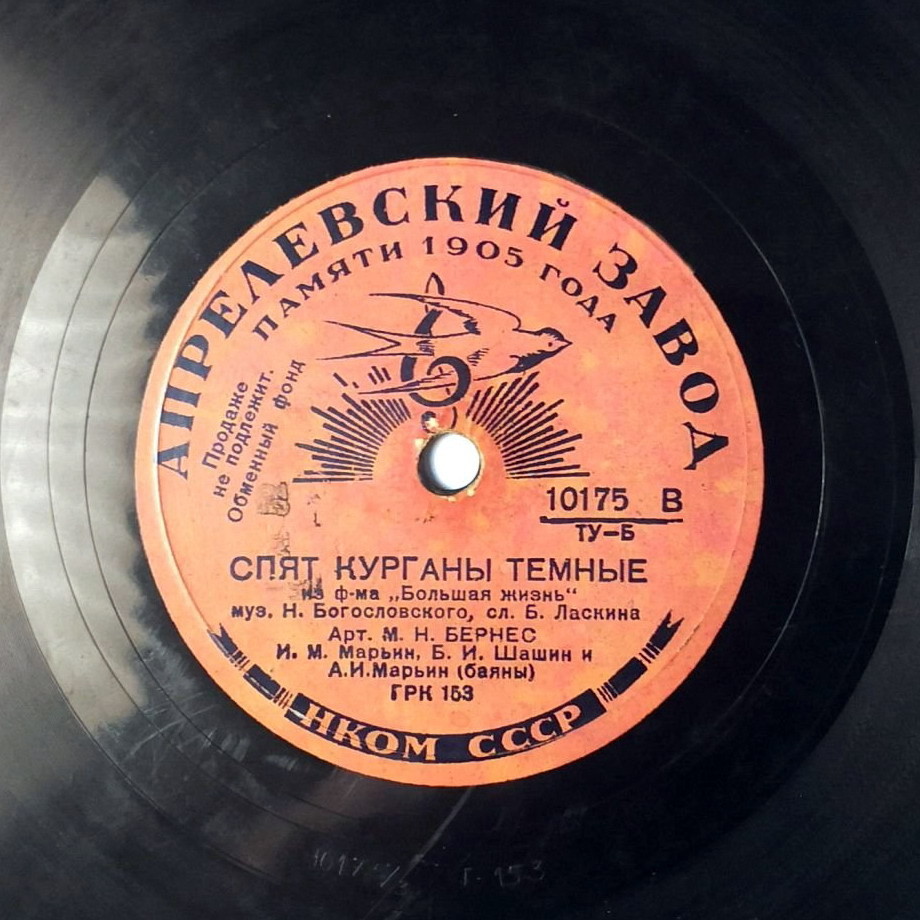 АПРЕЛЕВСКИЙ ЗАВОД
ПАМЯТИ 1905 ГОДА
Продаже
не подлежит.
Обменный фонд
10175 В
ТУ—Б
СПЯТ КУРГАНЫ ТЕМНЫЕ
из ф-ма „Большая жизнь“
муз. Н. Богословского, сл. Б. Ласкина
Арт. М. Н. БЕРНЕС
И. М. Марьин, Б. И. Шашин и
А.И.Марьин (баяны)
ГРК 153
НКОМ СССР
Г. 153